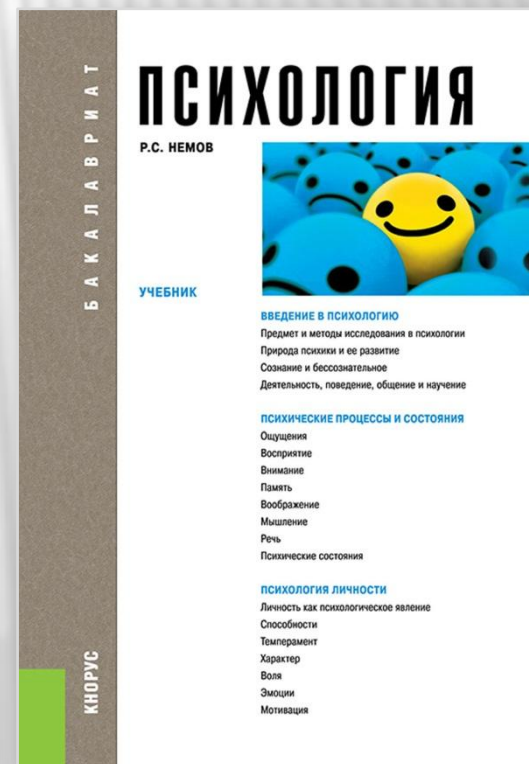 БАКАЛАВРИАТ
ПСИХОЛОГИЯ
Р.С. НЕМОВ
УЧЕБНИК
ВВЕДЕНИЕ В ПСИХОЛОГИЮ
Предмет и методы исследования в психологии
Природа психики и ее развитие
Сознание и бессознательное
Деятельность, поведение, общение и научение
ПСИХИЧЕСКИЕ ПРОЦЕССЫ И СОСТОЯНИЯ
Ощущения
Восприятие
Внимание
Память
Воображение
Мышление
Речь
Психические состояния
ПСИХОЛОГИЯ ЛИЧНОСТИ
Личность как психологическое явление
Способности
Темперамент
Характер
Воля
Эмоции
Мотивация
КНОРУС